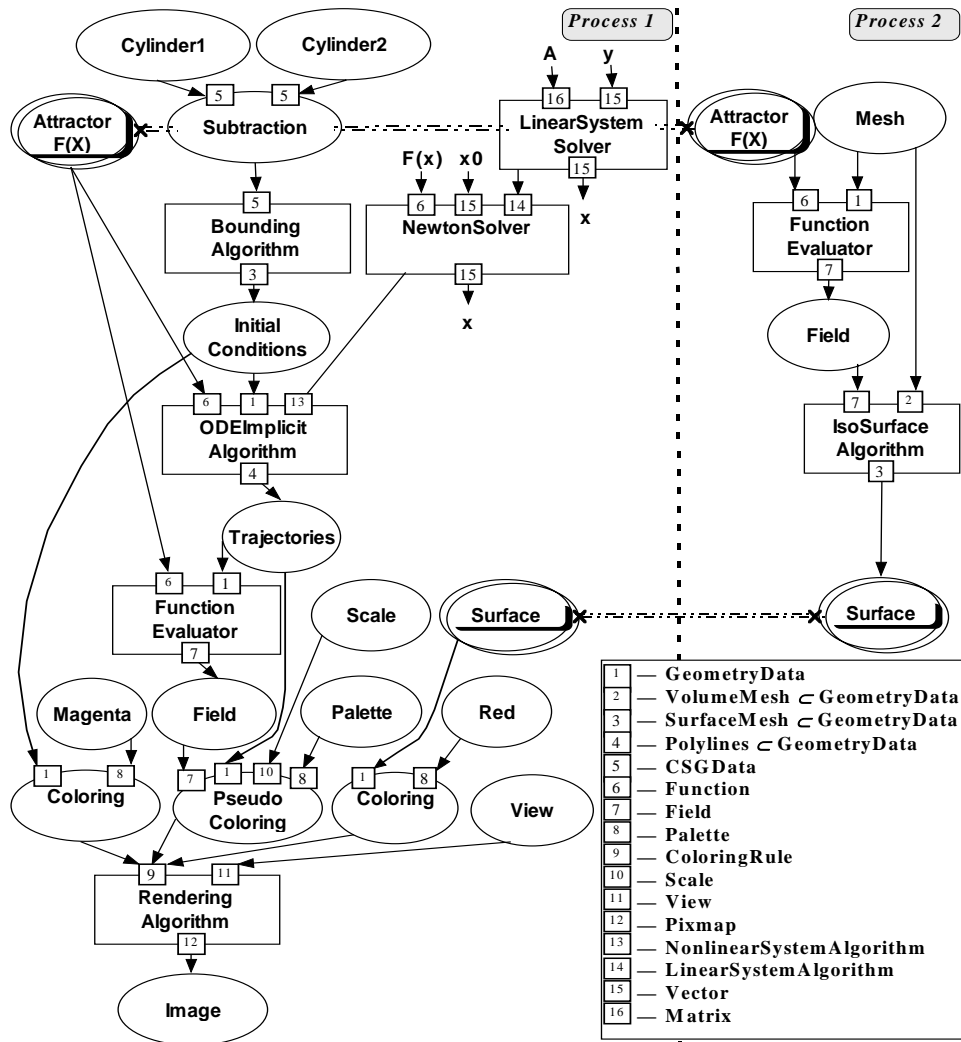 Process 1
Process 2
Cylinder1
Cylinder2
A
y
5
5
16
15
Attractor
F(X)
Subtraction
LinearSystem
Solver
Attractor
F(X)
Mesh
F(x)
x0
15
x
5
6
15
14
6
1
Bounding
Algorithm
NewtonSolver
Function
Evaluator
3
15
7
x
Initial
Conditions
Field
6
1
13
7
2
ODEImplicit
Algorithm
IsoSurface
Algorithm
4
3
Trajectories
6
1
Function
Evaluator
Scale
Surface
Surface
7
Magenta
Field
Palette
Red
1
8
7
1
10
8
1
8
Coloring
Pseudo
Coloring
Coloring
View
9
11
Rendering
Algorithm
12
Image
1 — GeometryData
2 — VolumeMesh ⊂ GeometryData
3 — SurfaceMesh ⊂ GeometryData
4 — Polylines ⊂ GeometryData
5 — CSGData
6 — Function
7 — Field
8 — Palette
9 — ColoringRule
10 — Scale
11 — View
12 — Pixmap
13 — NonlinearSystemAlgorithm
14 — LinearSystemAlgorithm
15 — Vector
16 — Matrix